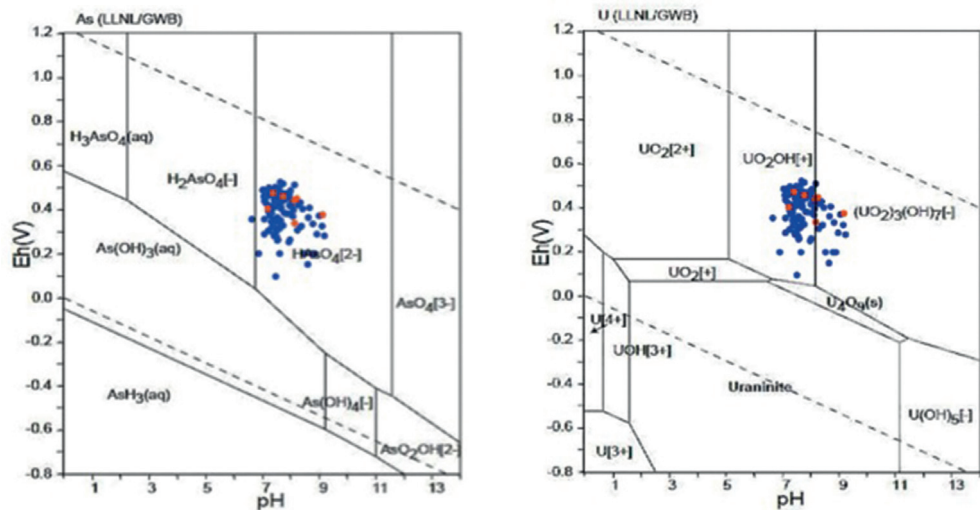 As (LLNL/GWB)
1.2
1.0
0.8
0.6
0.4
0.2
0.0
-0.2
-0.4
-0.6
-0.8
Eh(V)
H3AsO4(aq)
H2AsO4[-]
As(OH)3(aq)
HAsO4[2-]
AsO4[3-]
AsH3(aq)
As(OH)4[-]
AsO2OH[2-]
1 3 5 7 9 11 13
pH
U (LLNL/GWB)
1.2
1.0
0.8
0.6
0.4
0.2
0.0
-0.2
-0.4
-0.6
-0.8
Eh(V)
UO2[2+]
UO2OH[+]
(UO2)3(OH)7[-]
UO2[+]
U4O9(s)
U[4+]
UOH[3+]
Uraninite
U(OH)5[-]
U[3+]
1 3 5 7 9 11 13
pH